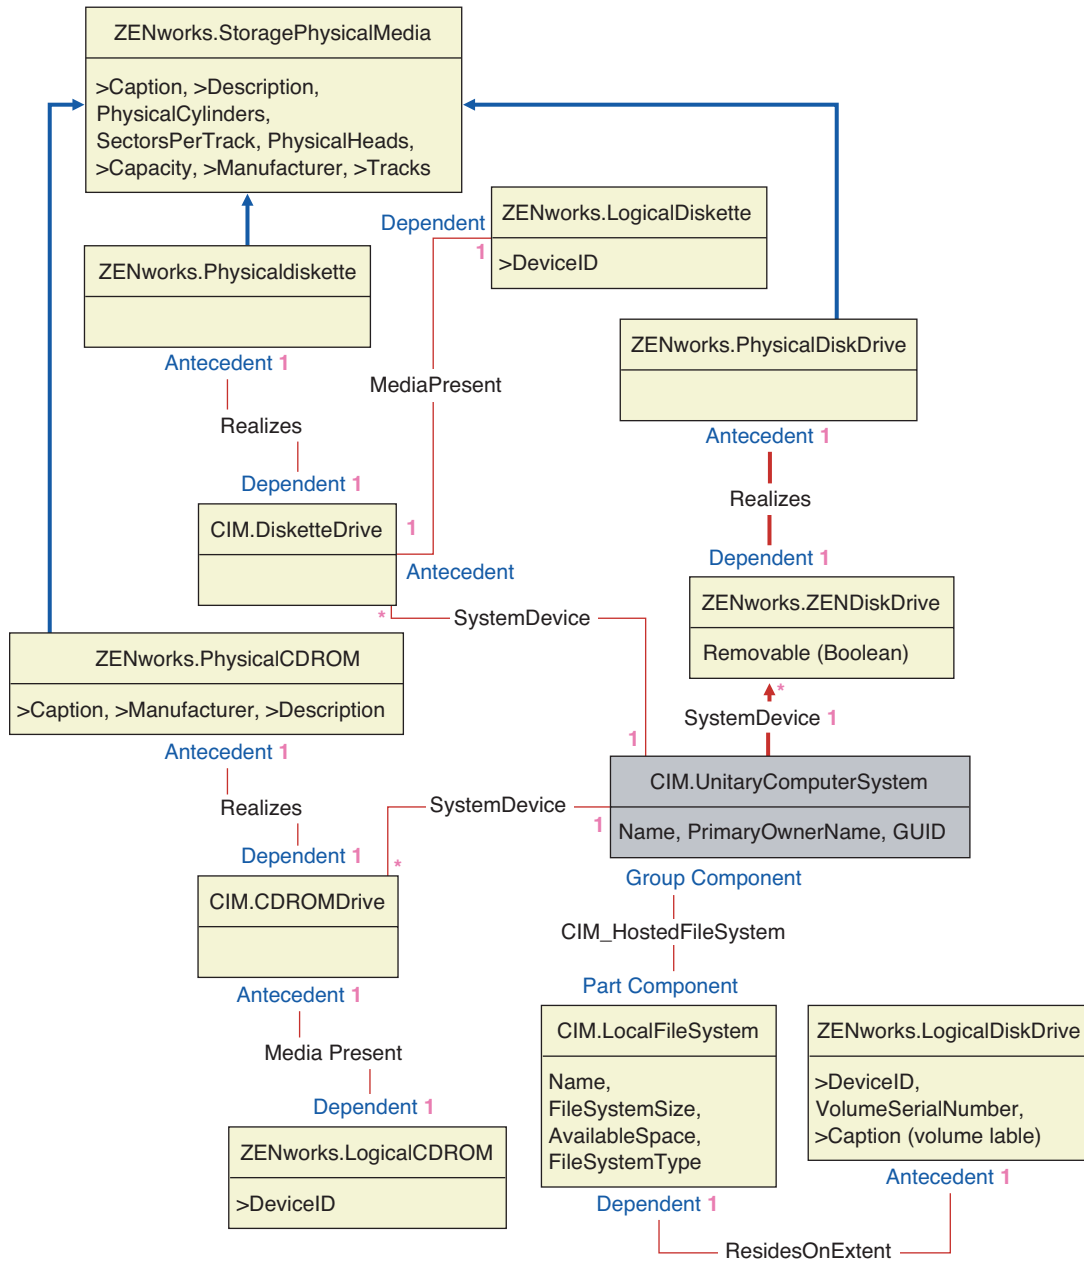 ZENworks.StoragePhysicalMedia
>Caption, >Description,
PhysicalCylinders,
SectorsPerTrack, PhysicalHeads,
>Capacity, >Manufacturer, >Tracks
Dependent
1
ZENworks.LogicalDiskette
>DeviceID
ZENworks.Physicaldiskette
Antecedent 1
Realizes
Dependent 1
MediaPresent
ZENworks.PhysicalDiskDrive
Antecedent 1
Realizes
Dependent 1
CIM.DisketteDrive
1
Antecedent
*
SystemDevice
1
ZENworks.ZENDiskDrive
Removable (Boolean)
*
SystemDevice 1
ZENworks.PhysicalCDROM
>Caption, >Manufacturer, >Description
Antecedent 1
Realizes
Dependent 1
SystemDevice
1
*
CIM.UnitaryComputerSystem
Name, PrimaryOwnerName, GUID
Group Component
CIM_HostedFileSystem
Part Component
CIM.CDROMDrive
Antecedent 1
Media Present
Dependent 1
ZENworks.LogicalCDROM
>DeviceID
CIM.LocalFileSystem
Name,
FileSystemSize,
AvailableSpace,
FileSystemType
Dependent 1
ZENworks.LogicalDiskDrive
>DeviceID,
VolumeSerialNumber,
>Caption (volume lable)
Antecedent 1
ResidesOnExtent